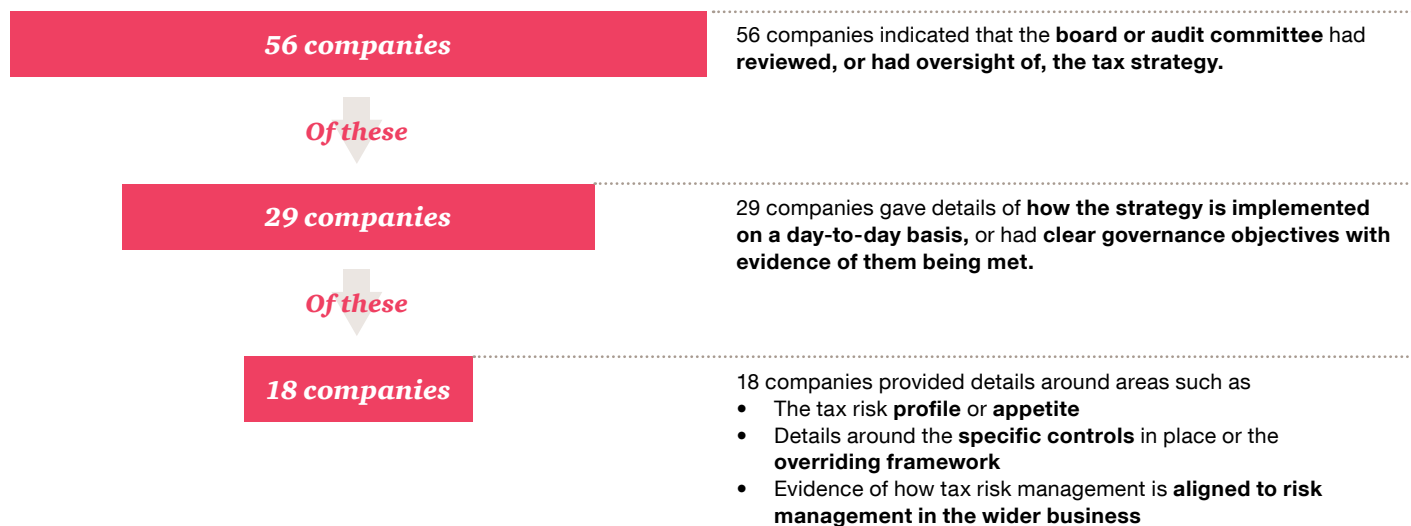 56 companies
56 companies indicated that the board or audit committee had
reviewed, or had oversight of, the tax strategy.
Of these
29 companies
29 companies gave details of how the strategy is implemented
on a day-to-day basis, or had clear governance objectives with
evidence of them being met.
Of these
18 companies
18 companies provided details around areas such as
• The tax risk profile or appetite
• Details around the specific controls in place or the
overriding framework
• Evidence of how tax risk management is aligned to risk
management in the wider business